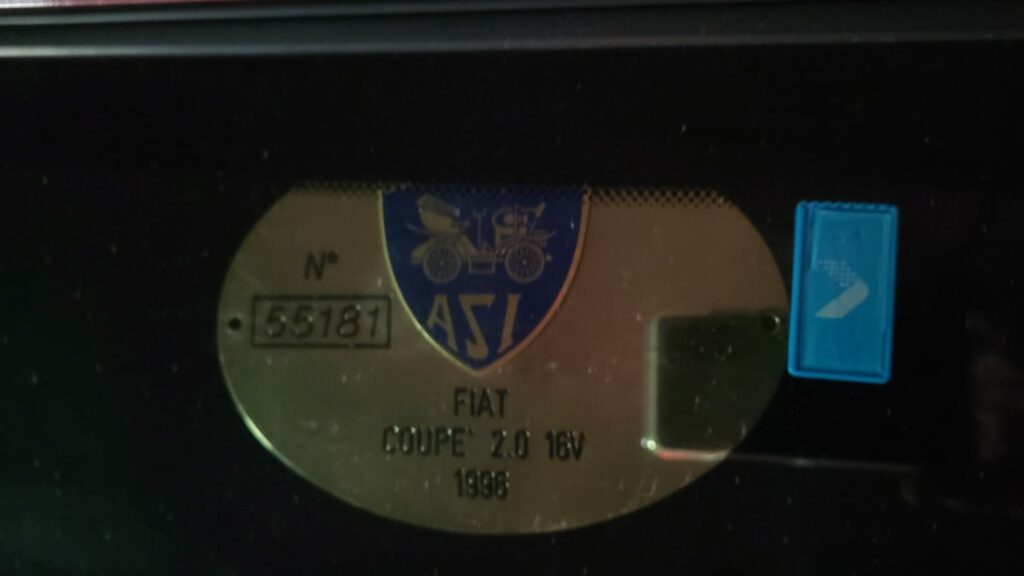 N°
55181
ASI
FIAT
COUPE' 2.0 16V
1996